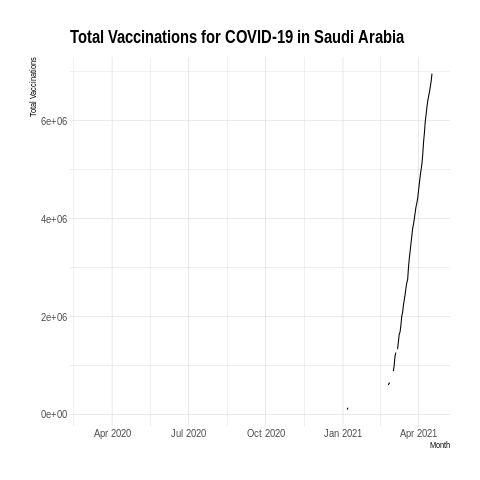 Total Vaccinations for COVID-19 in Saudi Arabia
Total Vaccinations
6e+06
4e+06
2e+06
0e+00
Apr 2020 Jul 2020 Oct 2020 Jan 2021 Apr 2021
Month